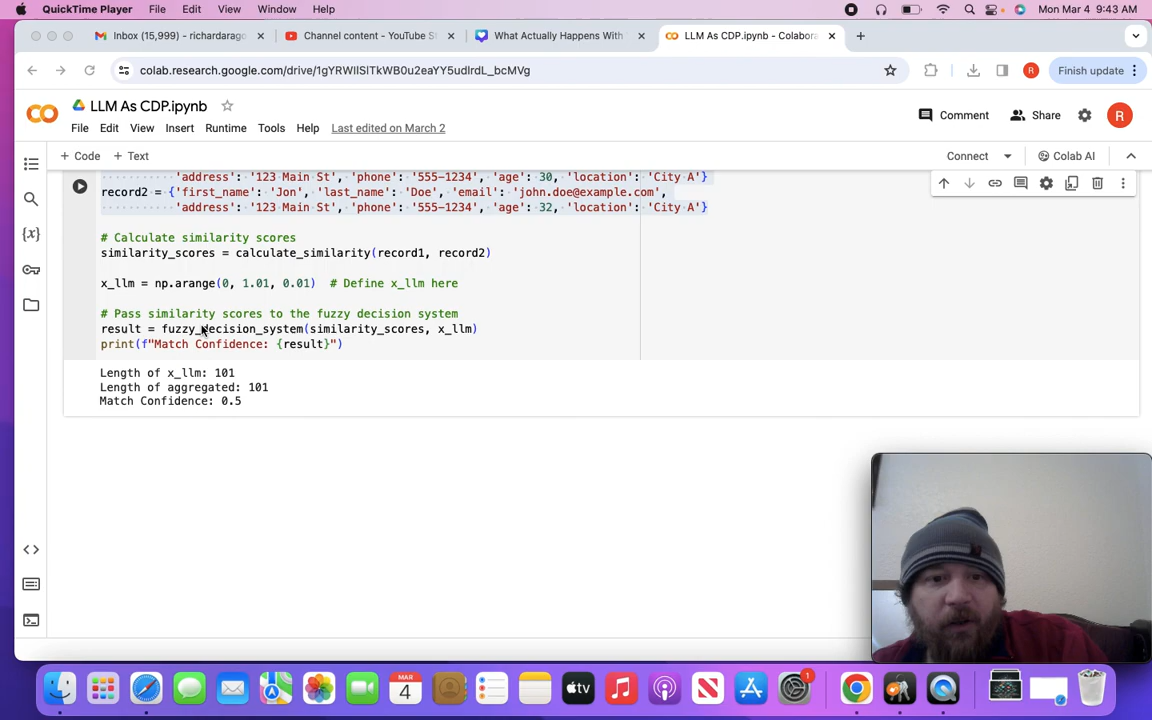 QuickTime Player File Edit View Window Help Mon Mar 4 9:43 AM
Inbox (15,999) - richardarag
Channel content - YouTube S
What Actually Happens With
LLM As CDP.ipynb - Colabora
colab.research.google.com/drive/1gYRWIISITkWB0u2eaYY5udIrdL_bcMVg
R
Finish update
LLM As CDP.ipynb
Comment Share R
File Edit View Insert Runtime Tools Help Last edited on March 2
+ Code + Text Connect Colab AI
'address': '123 Main St', 'phone': '555-1234', 'age': 30, 'location': 'City A'}
record2 = {'first_name': 'Jon', 'last_name': 'Doe', 'email': 'john.doe@example.com',
'address': '123 Main St', 'phone': '555-1234', 'age': 32, 'location': 'City A'}
# Calculate similarity scores
similarity_scores = calculate_similarity(record1, record2)
x_llm = np.arange(0, 1.01, 0.01) # Define x_llm here
# Pass similarity scores to the fuzzy decision system
result = fuzzy_decision_system(similarity_scores, x_llm)
print(f"Match Confidence: {result}")
Length of x_llm: 101
Length of aggregated: 101
Match Confidence: 0.5
{x}
MAR
4
tv
1